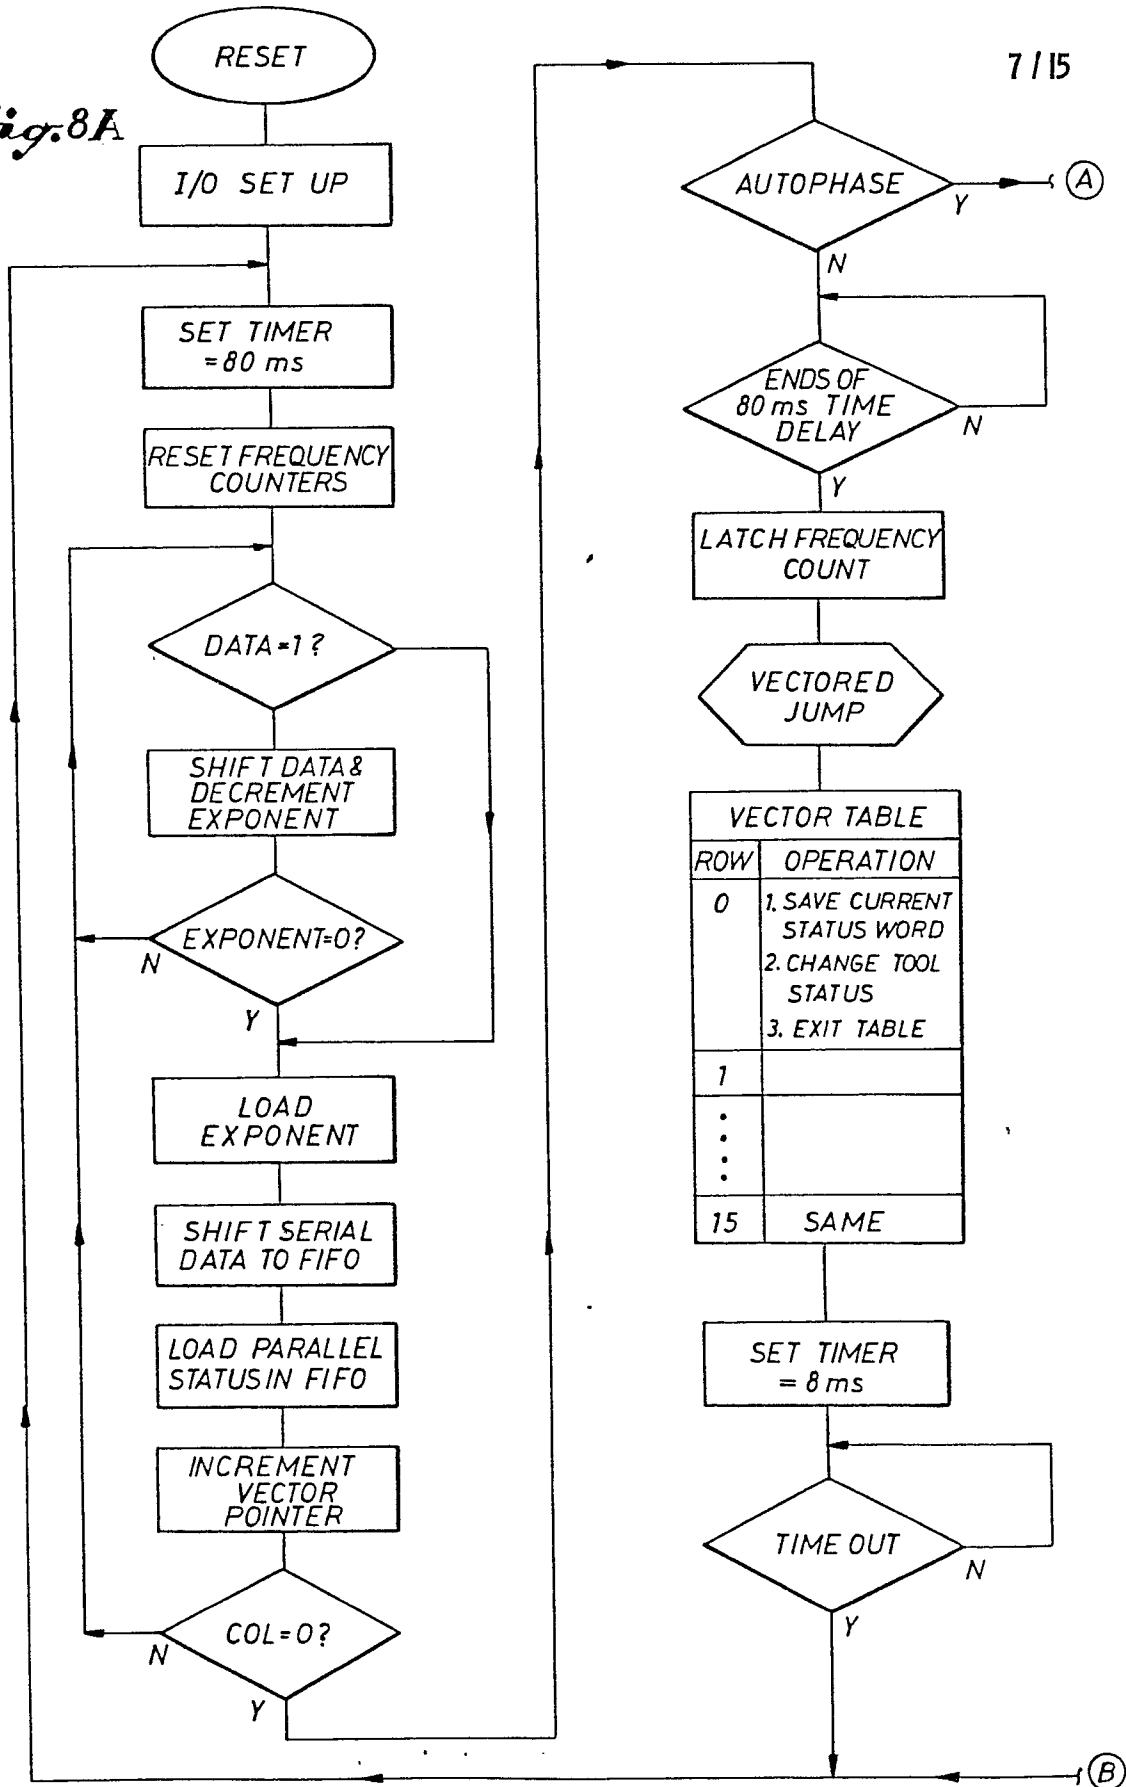 7/15
Fig. 8A
RESET
I/O SET UP
SET TIMER
=80 ms
RESET FREQUENCY
COUNTERS
DATA=1?
SHIFT DATA &
DECREMENT
EXPONENT
EXPONENT=0?
N
Y
LOAD
EXPONENT
SHIFT SERIAL
DATA TO FIFO
LOAD PARALLEL
STATUS IN FIFO
INCREMENT
VECTOR
POINTER
COL=0?
N
Y
AUTOPHASE
Y
A
N
ENDS OF
80 ms TIME
DELAY
N
Y
LATCH FREQUENCY
COUNT
VECTORED
JUMP
VECTOR TABLE
ROW OPERATION
0 1. SAVE CURRENT
STATUS WORD
2. CHANGE TOOL
STATUS
3. EXIT TABLE
1
15 SAME
SET TIMER
= 8 ms
TIME OUT
N
Y
B